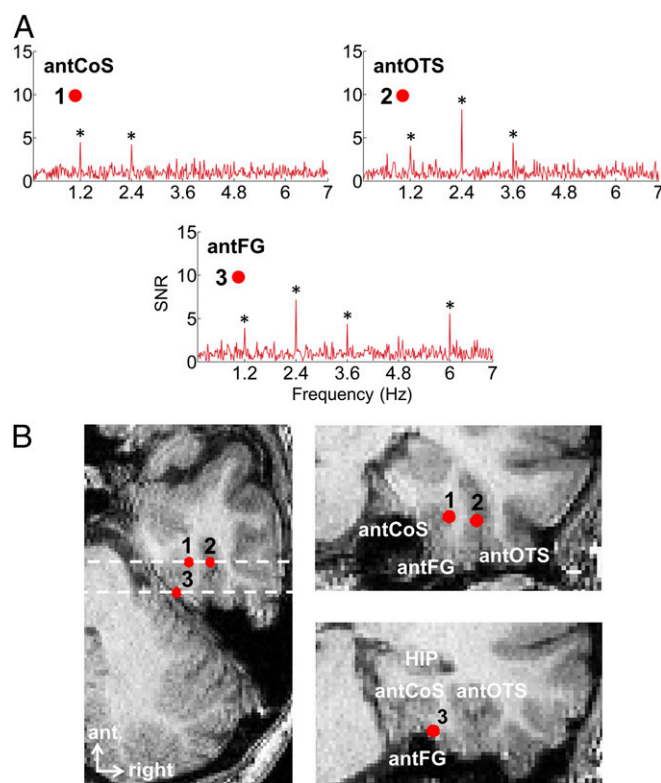 A
15
antCoS
10
1
*
*
5
0
1.2 2.4 3.6 4.8 6 7
15
antOTS
10
2
*
*
*
5
0
1.2 2.4 3.6 4.8 6 7
15
antFG
10
3
SNR
*
*
*
*
5
0
1.2 2.4 3.6 4.8 6 7
Frequency (Hz)
B
1 2
3
ant.
right
1 2
antCoS
antOTS
antFG
HIP
antCoS antOTS
3
antFG